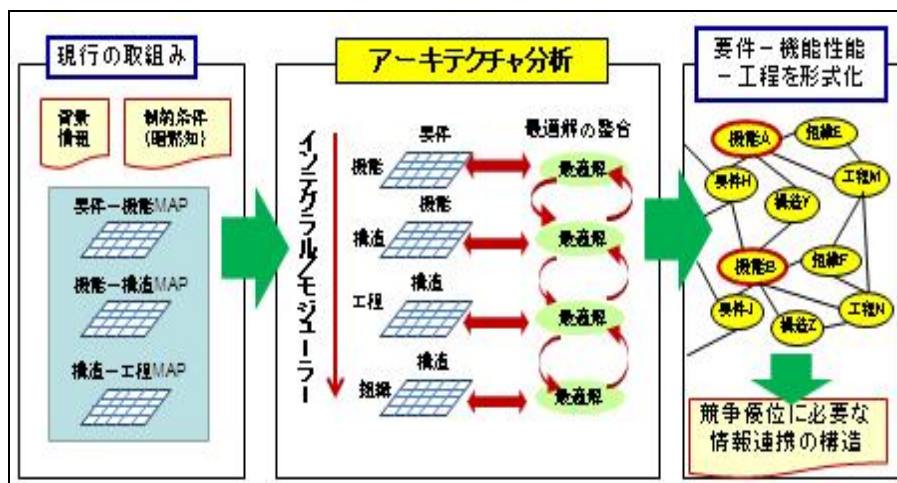 現行の取組み
背景
情報
制約条件
(暗黙知)
要件－機能MAP
機能－構造MAP
構造－工程MAP
アーキテクチャ分析
インテグラル/モジューラー
要件
機能
最適解の整合
最適解
機能
構造
最適解
構造
工程
最適解
構造
組織
最適解
要件－機能性能
－工程を形式化
機能A
組織E
要件H
工程M
構造Y
機能B
組織F
要件J
構造Z
工程N
競争優位に必要な
情報連携の構造